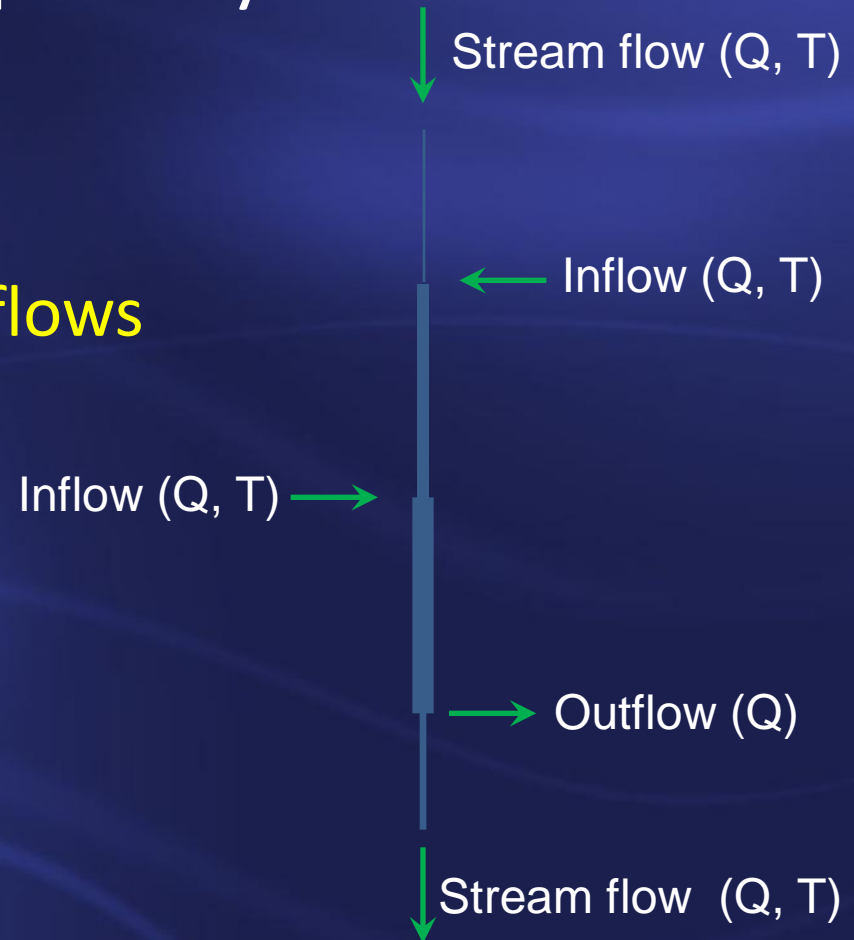 Stream flow (Q, T)
Inflow (Q, T)
flows
Inflow (Q, T)
Outflow (Q)
Stream flow (Q, T)